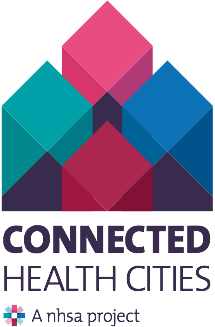 CONNECTED
HEALTH CITIES
A nhsa project